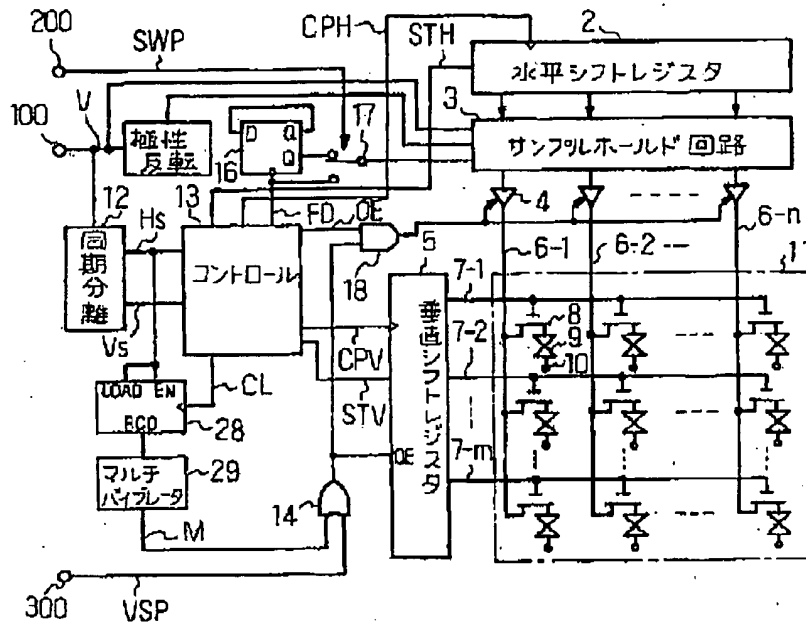 200
SWP
CPH
STH
2
水平シフトレジスタ
100
V
極性
反転
D
Q
Q
16
17
3
サンプルホールド回路
12
同期分離
Hs
Vs
13
コントロール
FD
OE
18
4
6-1
6-2
6-n
11
5
垂直シフトレジスタ
OE
7-1
7-2
7-m
8
9
10
CPV
STV
CL
LOAD
EN
28
マルチ
バイブレータ
29
M
14
300
VSP